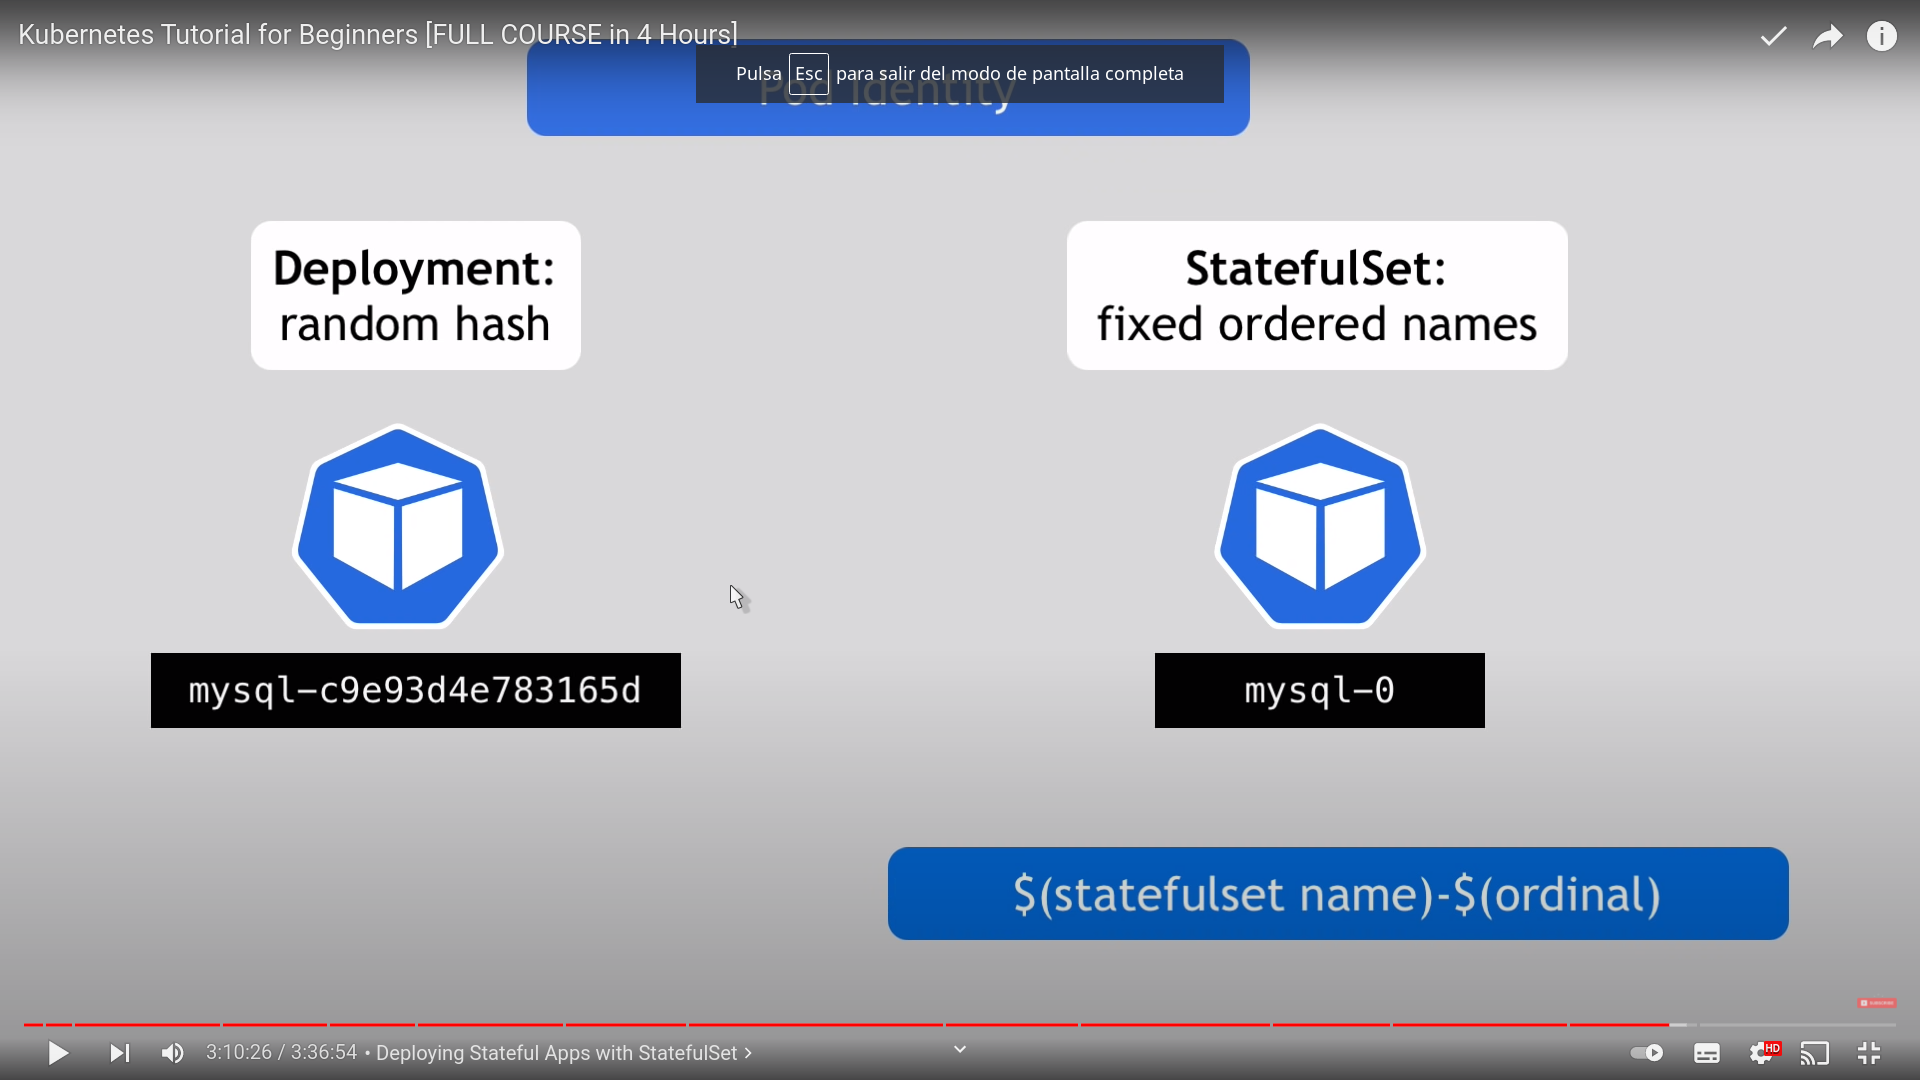 Kubernetes Tutorial for Beginners [FULL COURSE in 4 Hours]
Pulsa Esc para salir del modo de pantalla completa
Pod Identity
Deployment:
random hash
StatefulSet:
fixed ordered names
mysql-c9e93d4e783165d
mysql-0
$(statefulset name)-$(ordinal)
SUBSCRIBE
3:10:26 / 3:36:54 • Deploying Stateful Apps with StatefulSet
HD